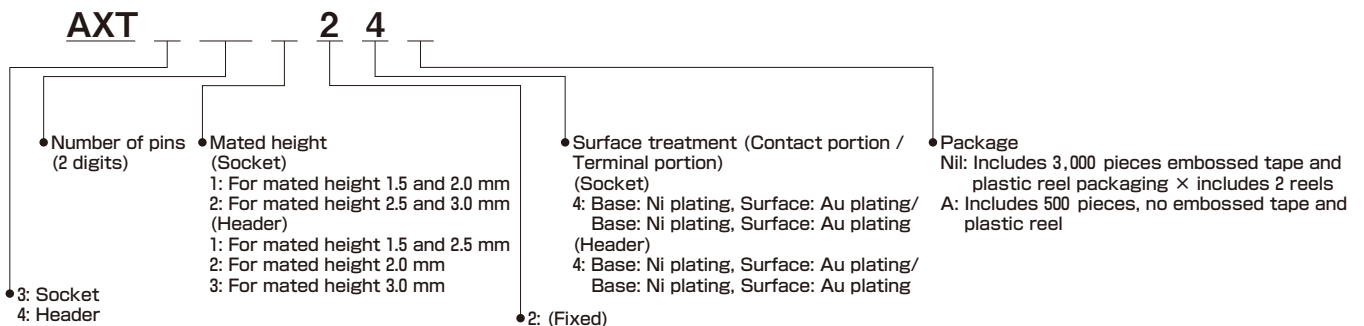 AXT 2 4
Number of pins
(2 digits)
Mated height
(Socket)
1: For mated height 1.5 and 2.0 mm
2: For mated height 2.5 and 3.0 mm
(Header)
1: For mated height 1.5 and 2.5 mm
2: For mated height 2.0 mm
3: For mated height 3.0 mm
Surface treatment (Contact portion /
Terminal portion)
(Socket)
4: Base: Ni plating, Surface: Au plating/
Base: Ni plating, Surface: Au plating
(Header)
4: Base: Ni plating, Surface: Au plating/
Base: Ni plating, Surface: Au plating
Package
Nil: Includes 3,000 pieces embossed tape and
plastic reel packaging × includes 2 reels
A: Includes 500 pieces, no embossed tape and
plastic reel
3: Socket
4: Header
2: (Fixed)